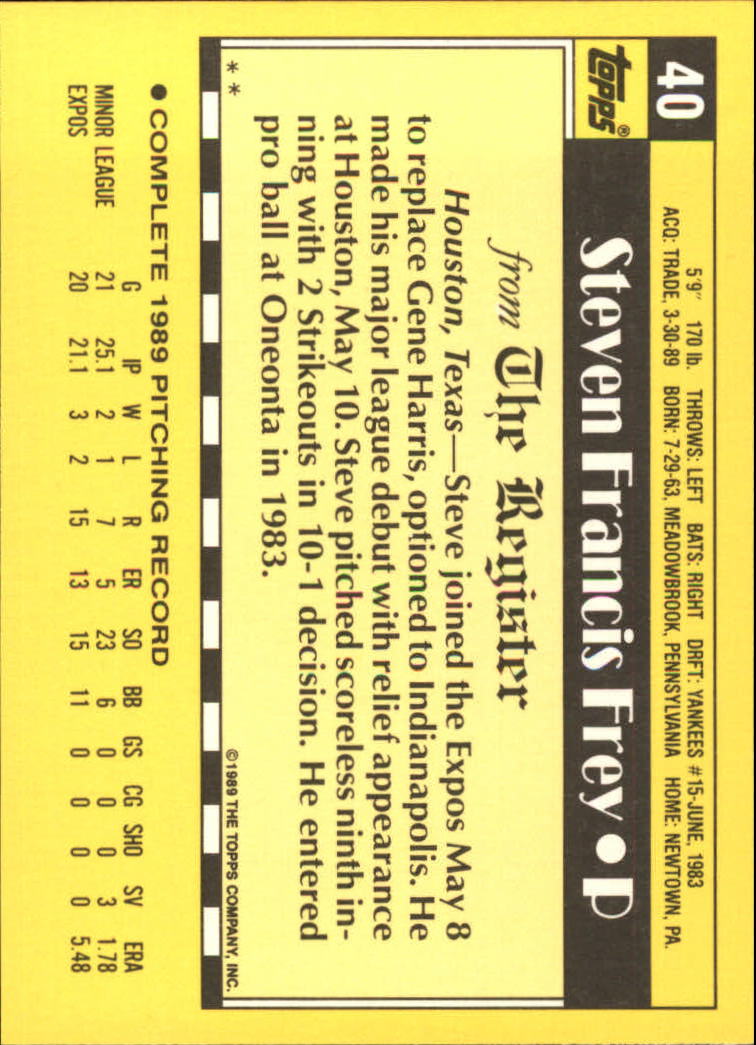 40
5'9" 170 lb. THROWS: LEFT BATS: RIGHT DRFT: YANKEES #15-JUNE, 1983
ACQ: TRADE, 3-30-89 BORN: 7-29-63, MEADOWBROOK, PENNSYLVANIA HOME: NEWTOWN, PA.
topps®
Steven Francis Frey • P
from The Register
Houston, Texas—Steve joined the Expos May 8
to replace Gene Harris, optioned to Indianapolis. He
made his major league debut with relief appearance
at Houston, May 10. Steve pitched scoreless ninth in-
ning with 2 Strikeouts in 10-1 decision. He entered
pro ball at Oneonta in 1983.
* * ©1989 THE TOPPS COMPANY, INC.
● COMPLETE 1989 PITCHING RECORD
G IP W L R ER SO BB GS CG SHO SV ERA
MINOR LEAGUE 21 25.1 2 1 7 5 23 6 0 0 0 3 1.78
EXPOS 20 21.1 3 2 15 13 15 11 0 0 0 0 5.48